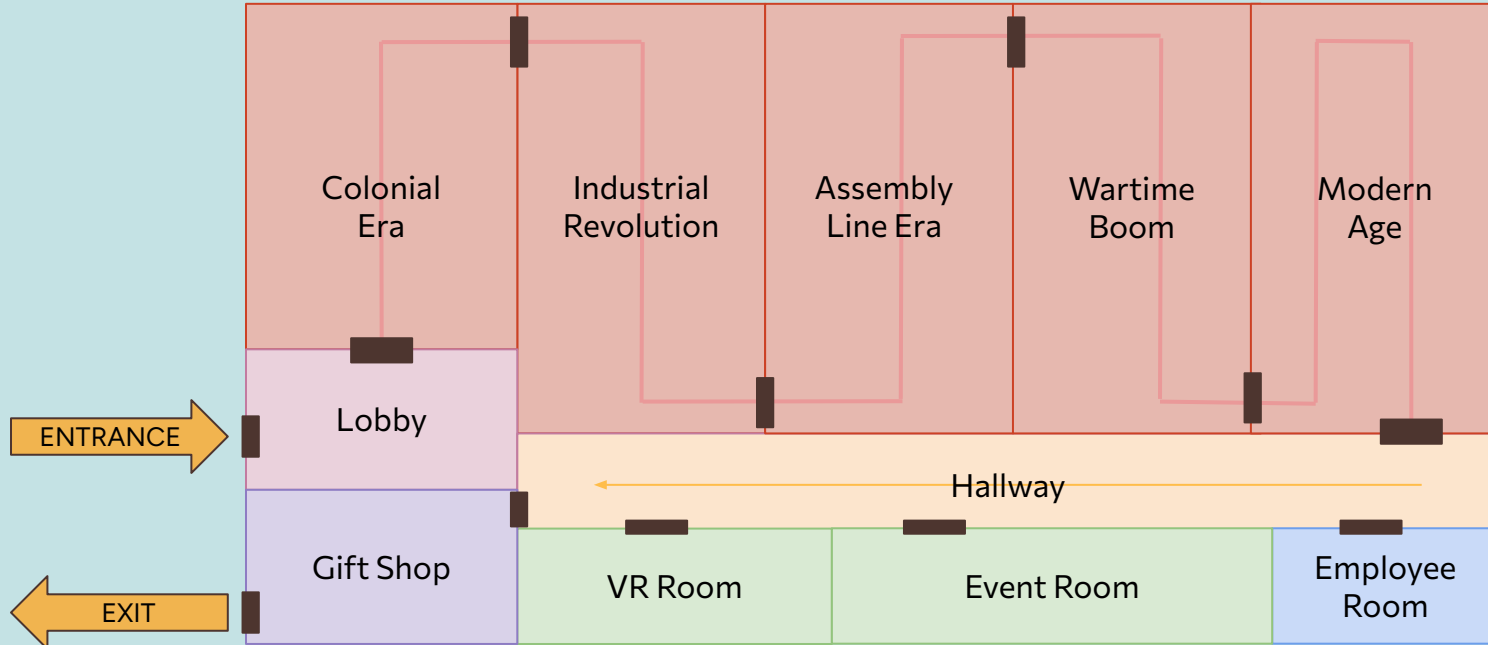 Colonial
Era
Industrial
Revolution
Assembly
Line Era
Wartime
Boom
Modern
Age
Lobby
ENTRANCE
Hallway
Gift Shop
VR Room
Event Room
Employee
Room
EXIT